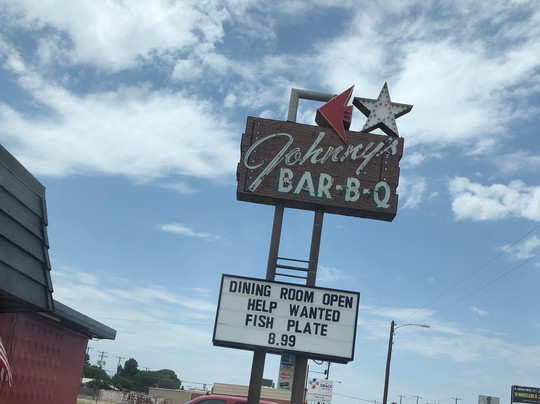 Johnny's
BAR-B-Q
DINING ROOM OPEN
HELP WANTED
FISH PLATE
8.99